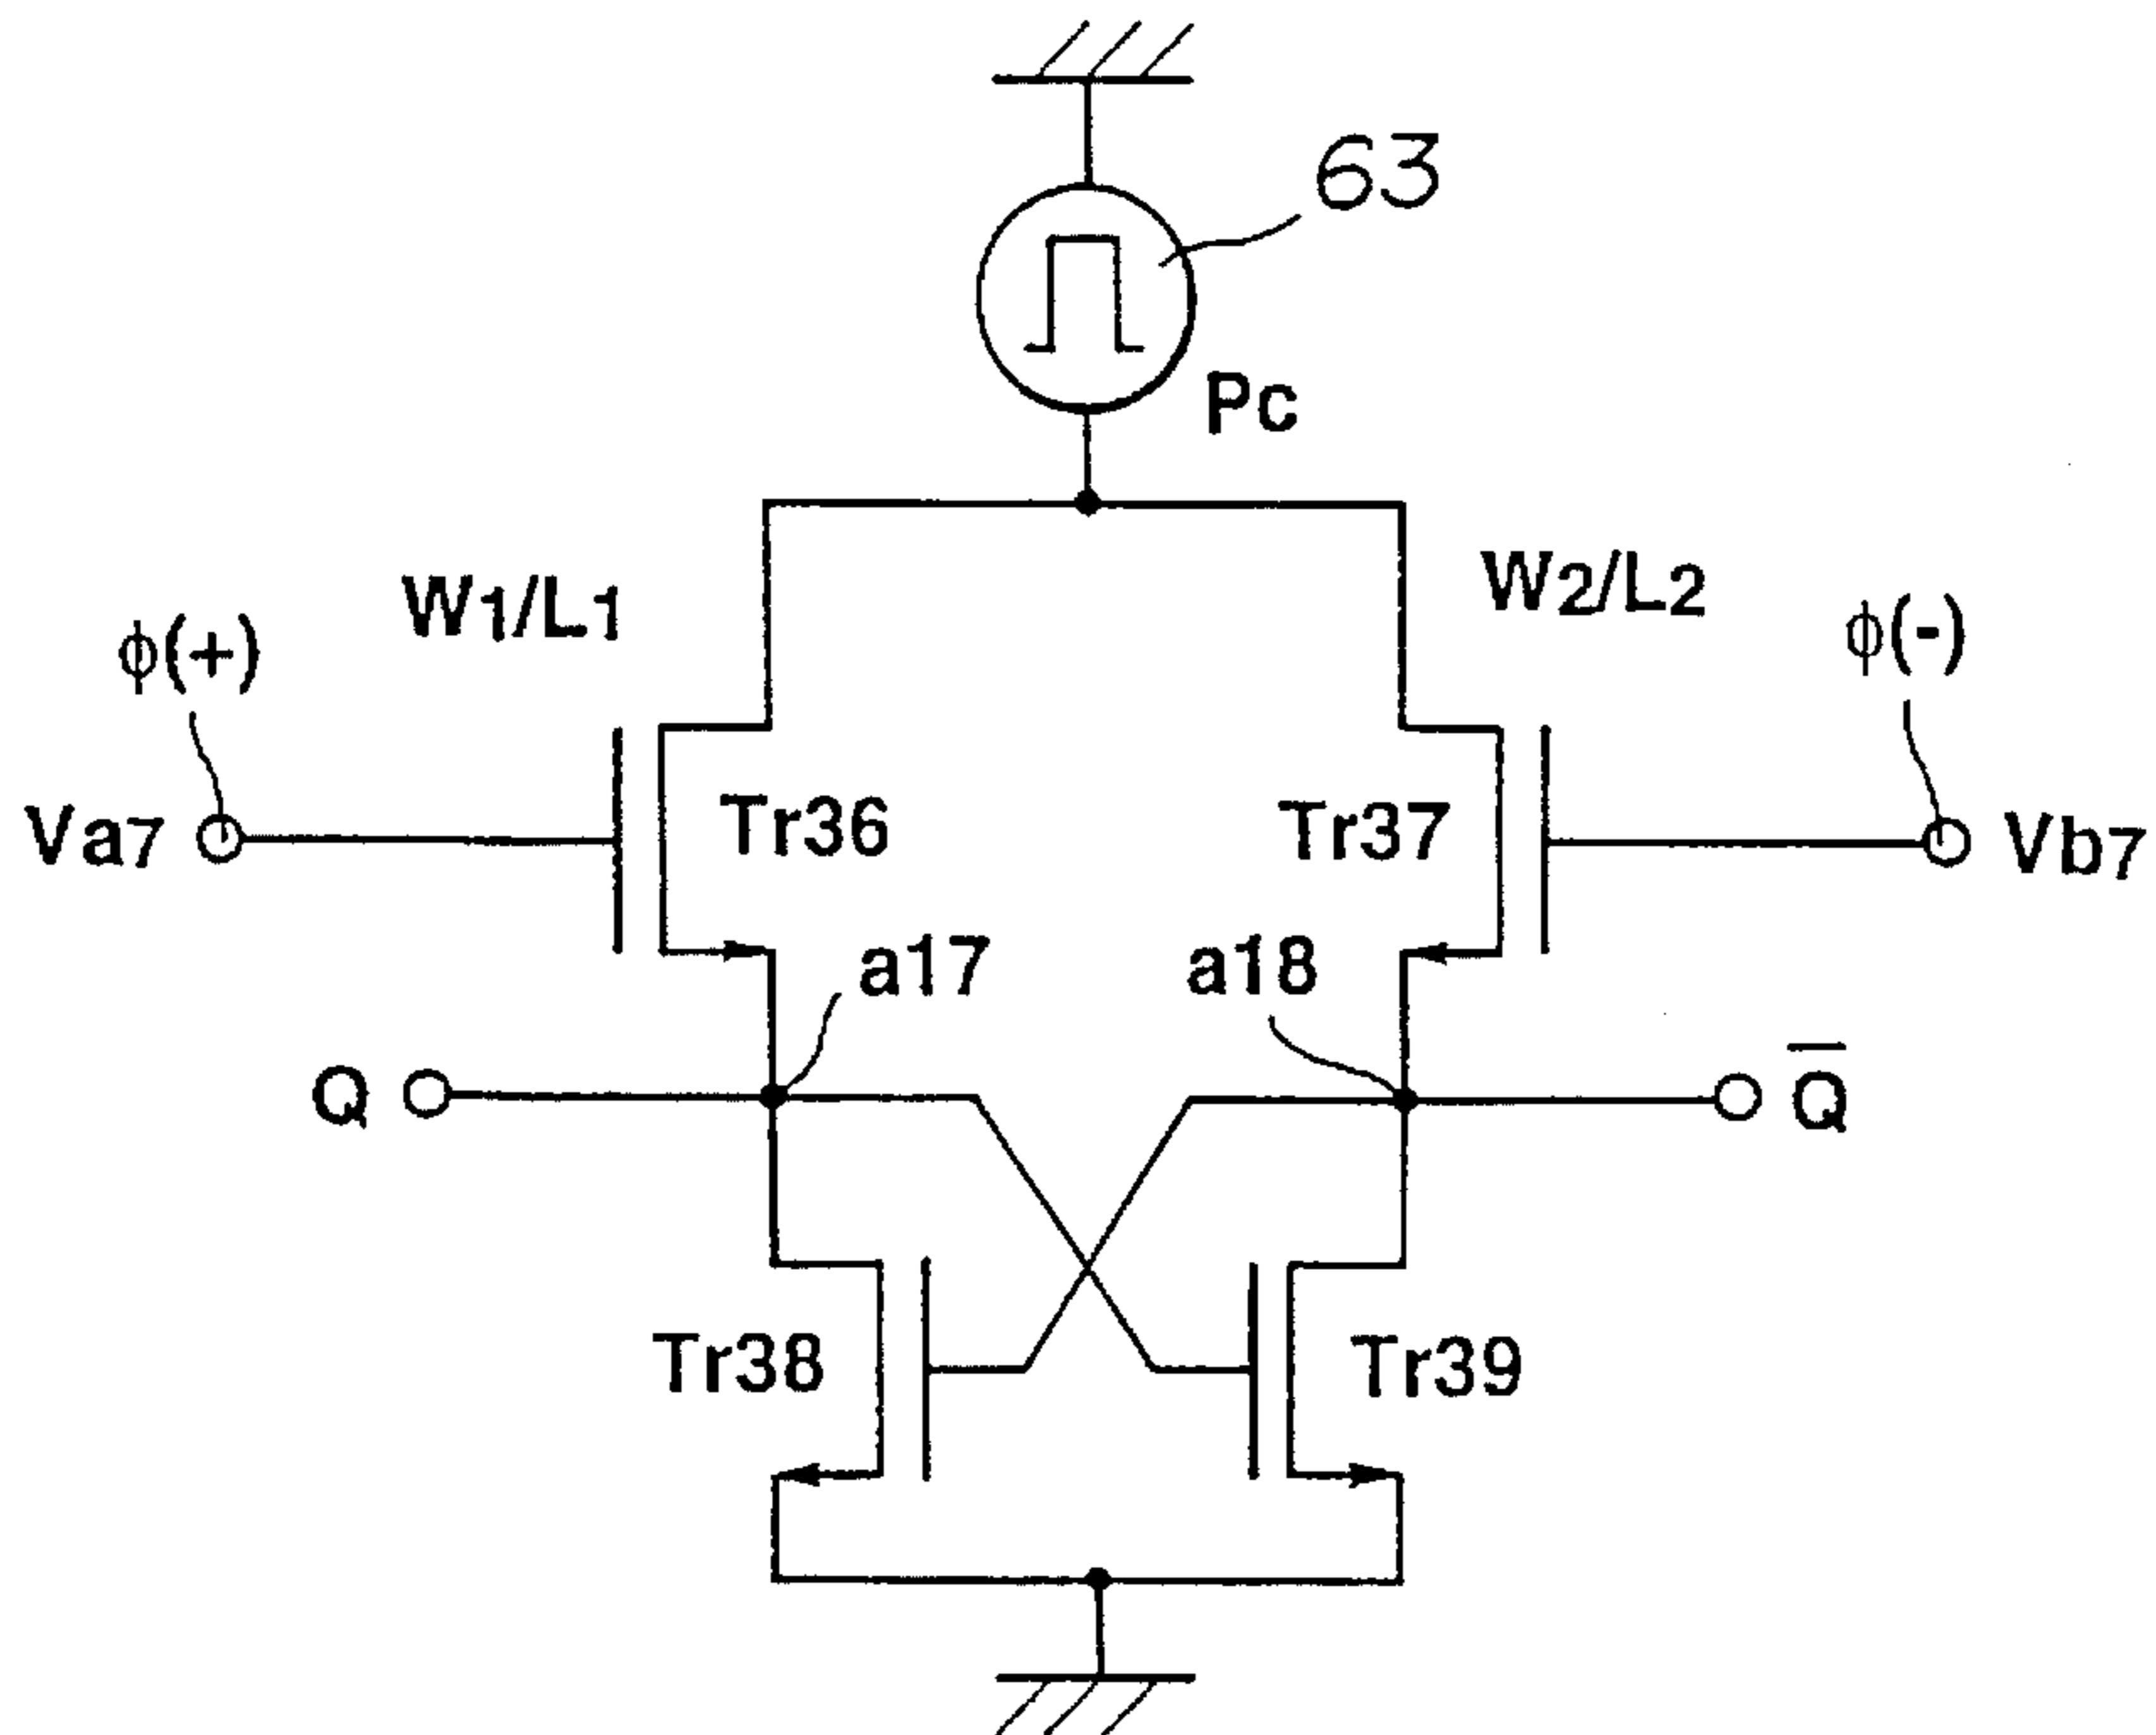 63
Pc
W1/L1
W2/L2
ϕ(+)
ϕ(-)
Va7
Tr36
Tr37
Vb7
a17
a18
Q
Q̅
Tr38
Tr39